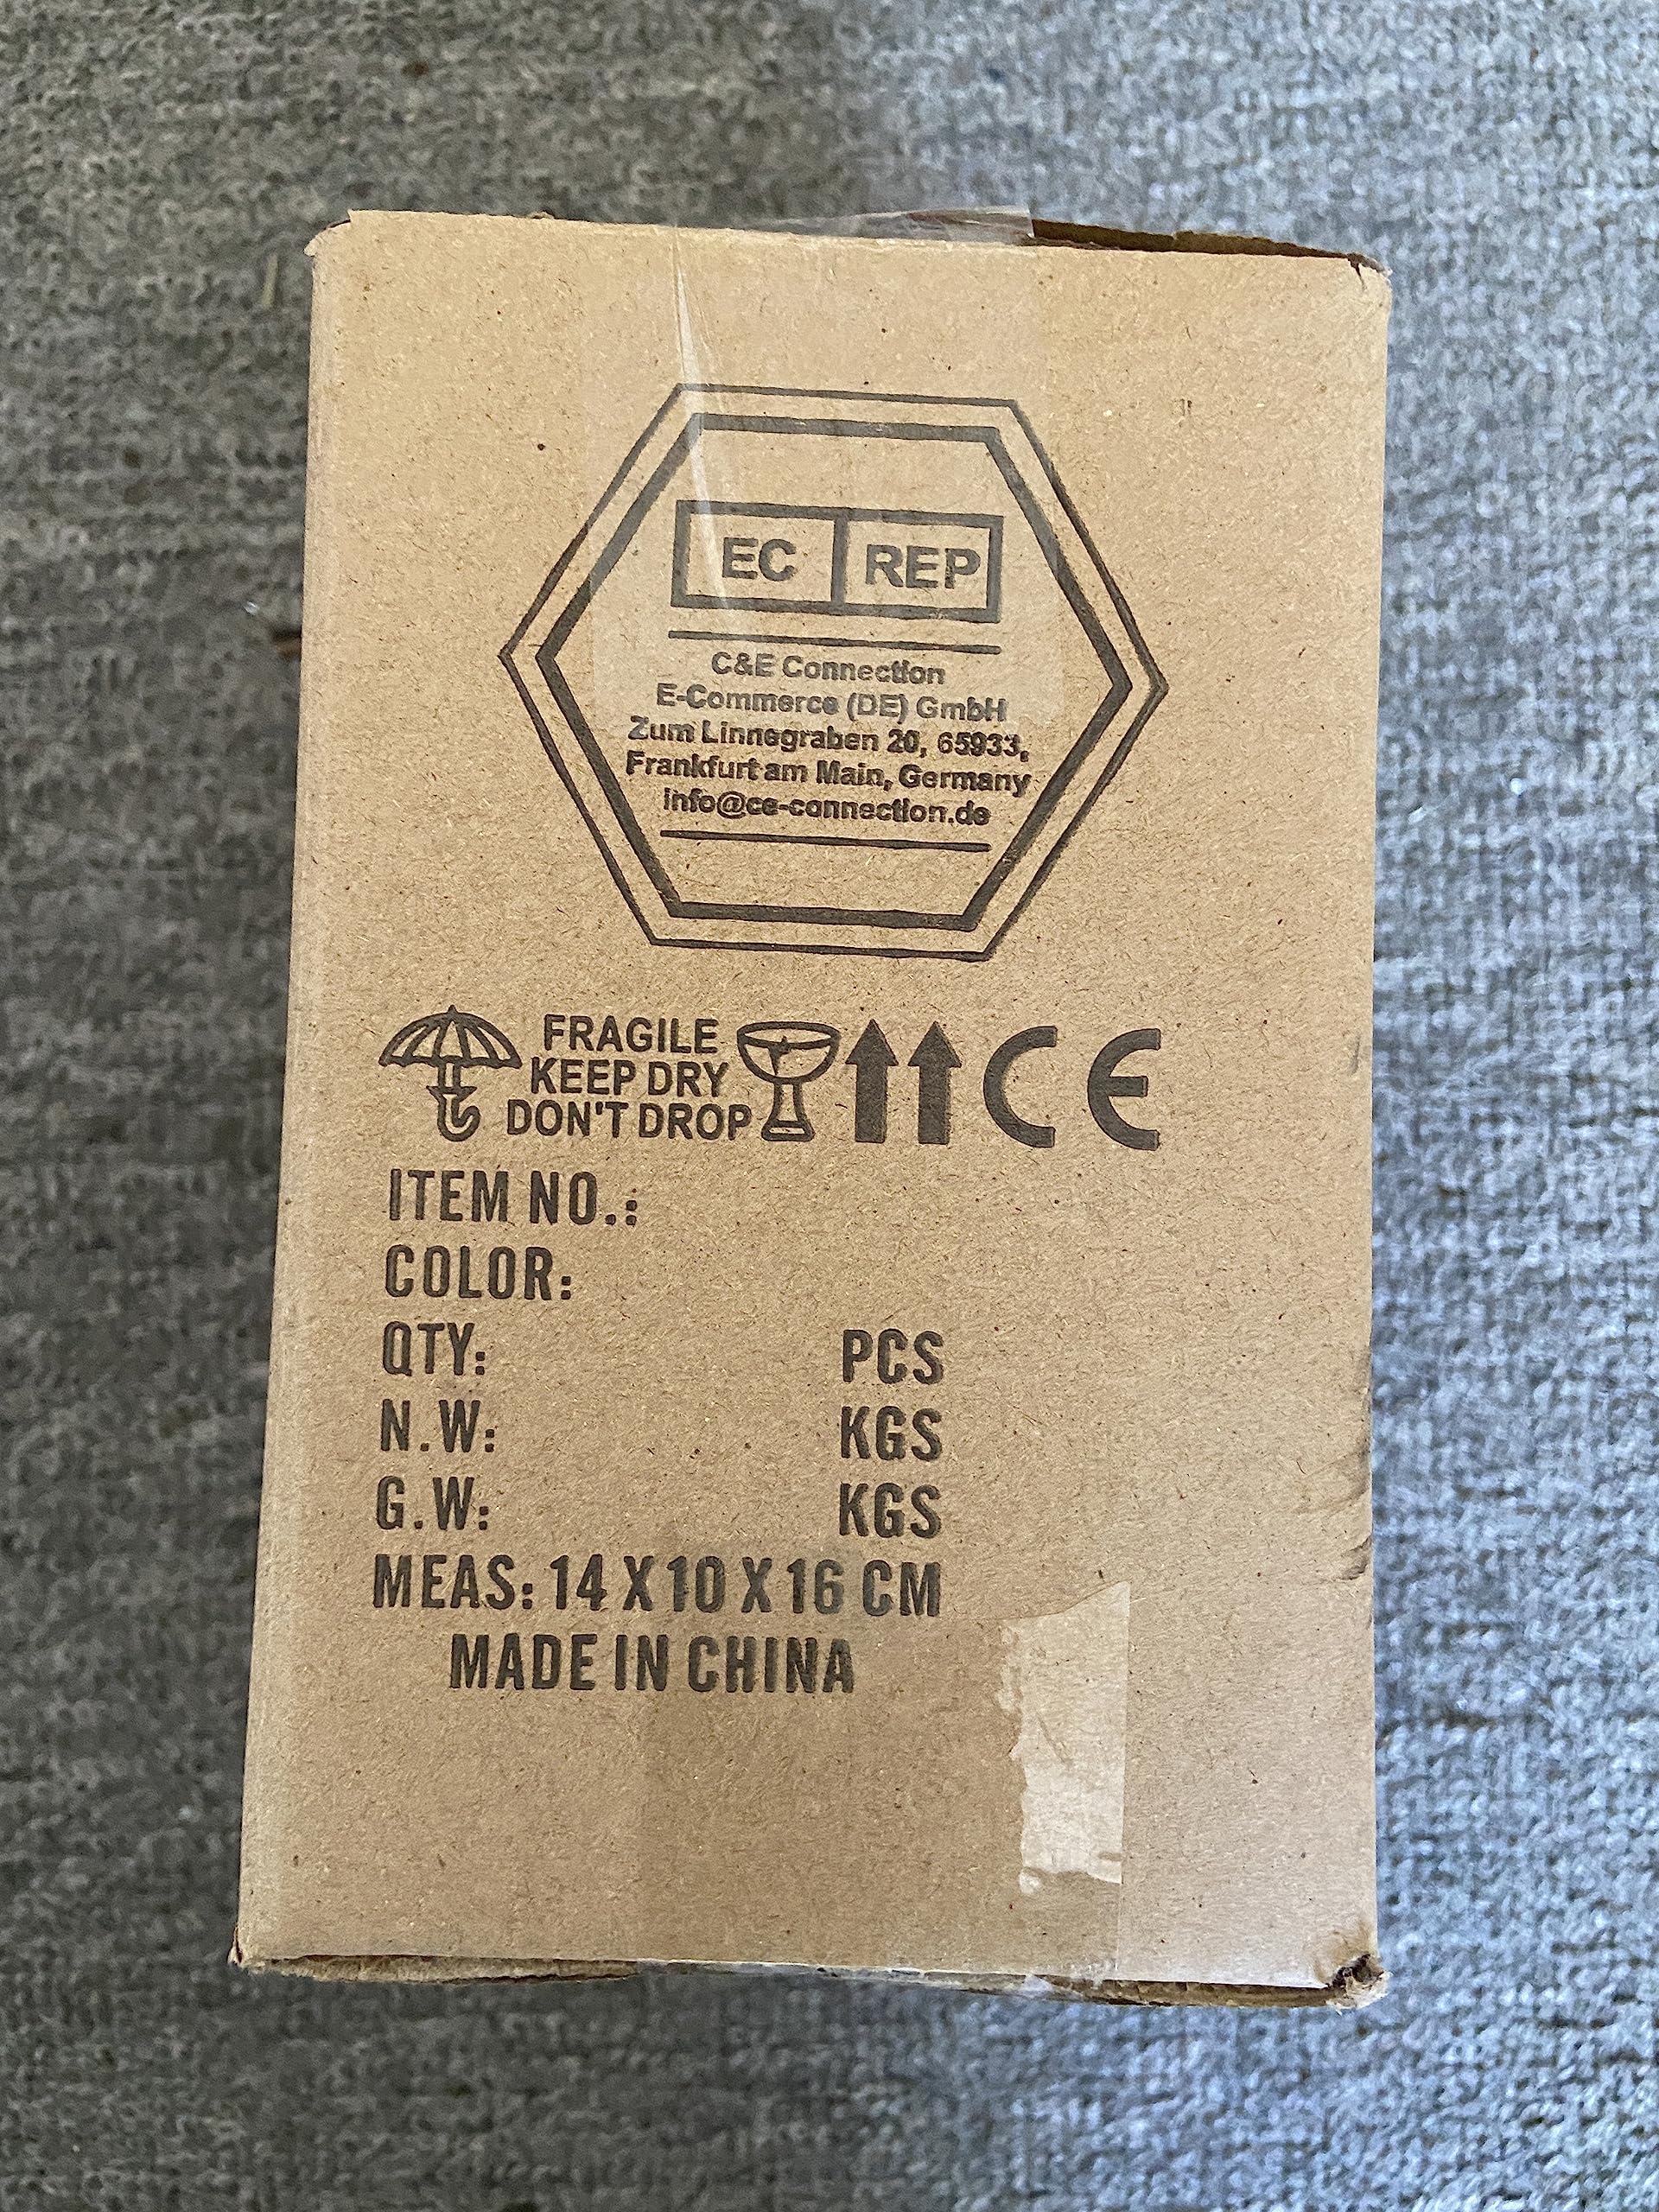 EC REP
C&E Connection
E-Commerce (DE) GmbH
Zum Linnegraben 20, 65933,
Frankfurt am Main, Germany
info@ce-connection.de
FRAGILE
KEEP DRY
DON'T DROP
CE
ITEM NO.:
COLOR:
QTY: PCS
N.W: KGS
G.W: KGS
MEAS: 14 X 10 X 16 CM
MADE IN CHINA